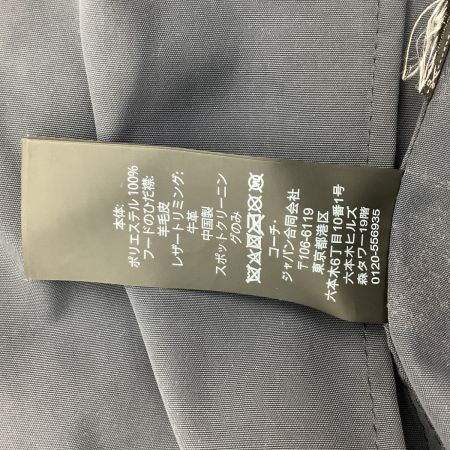 本体:
ポリエステル 100%
フードのひだ襟:
羊毛皮
レザートリミング:
牛革
中国製
スポットクリーニン
グのみ
コーチ・
ジャパン合同会社
〒106-6119
東京都港区
六本木6丁目10番1号
六本木ヒルズ
森タワー19階
0120-556935